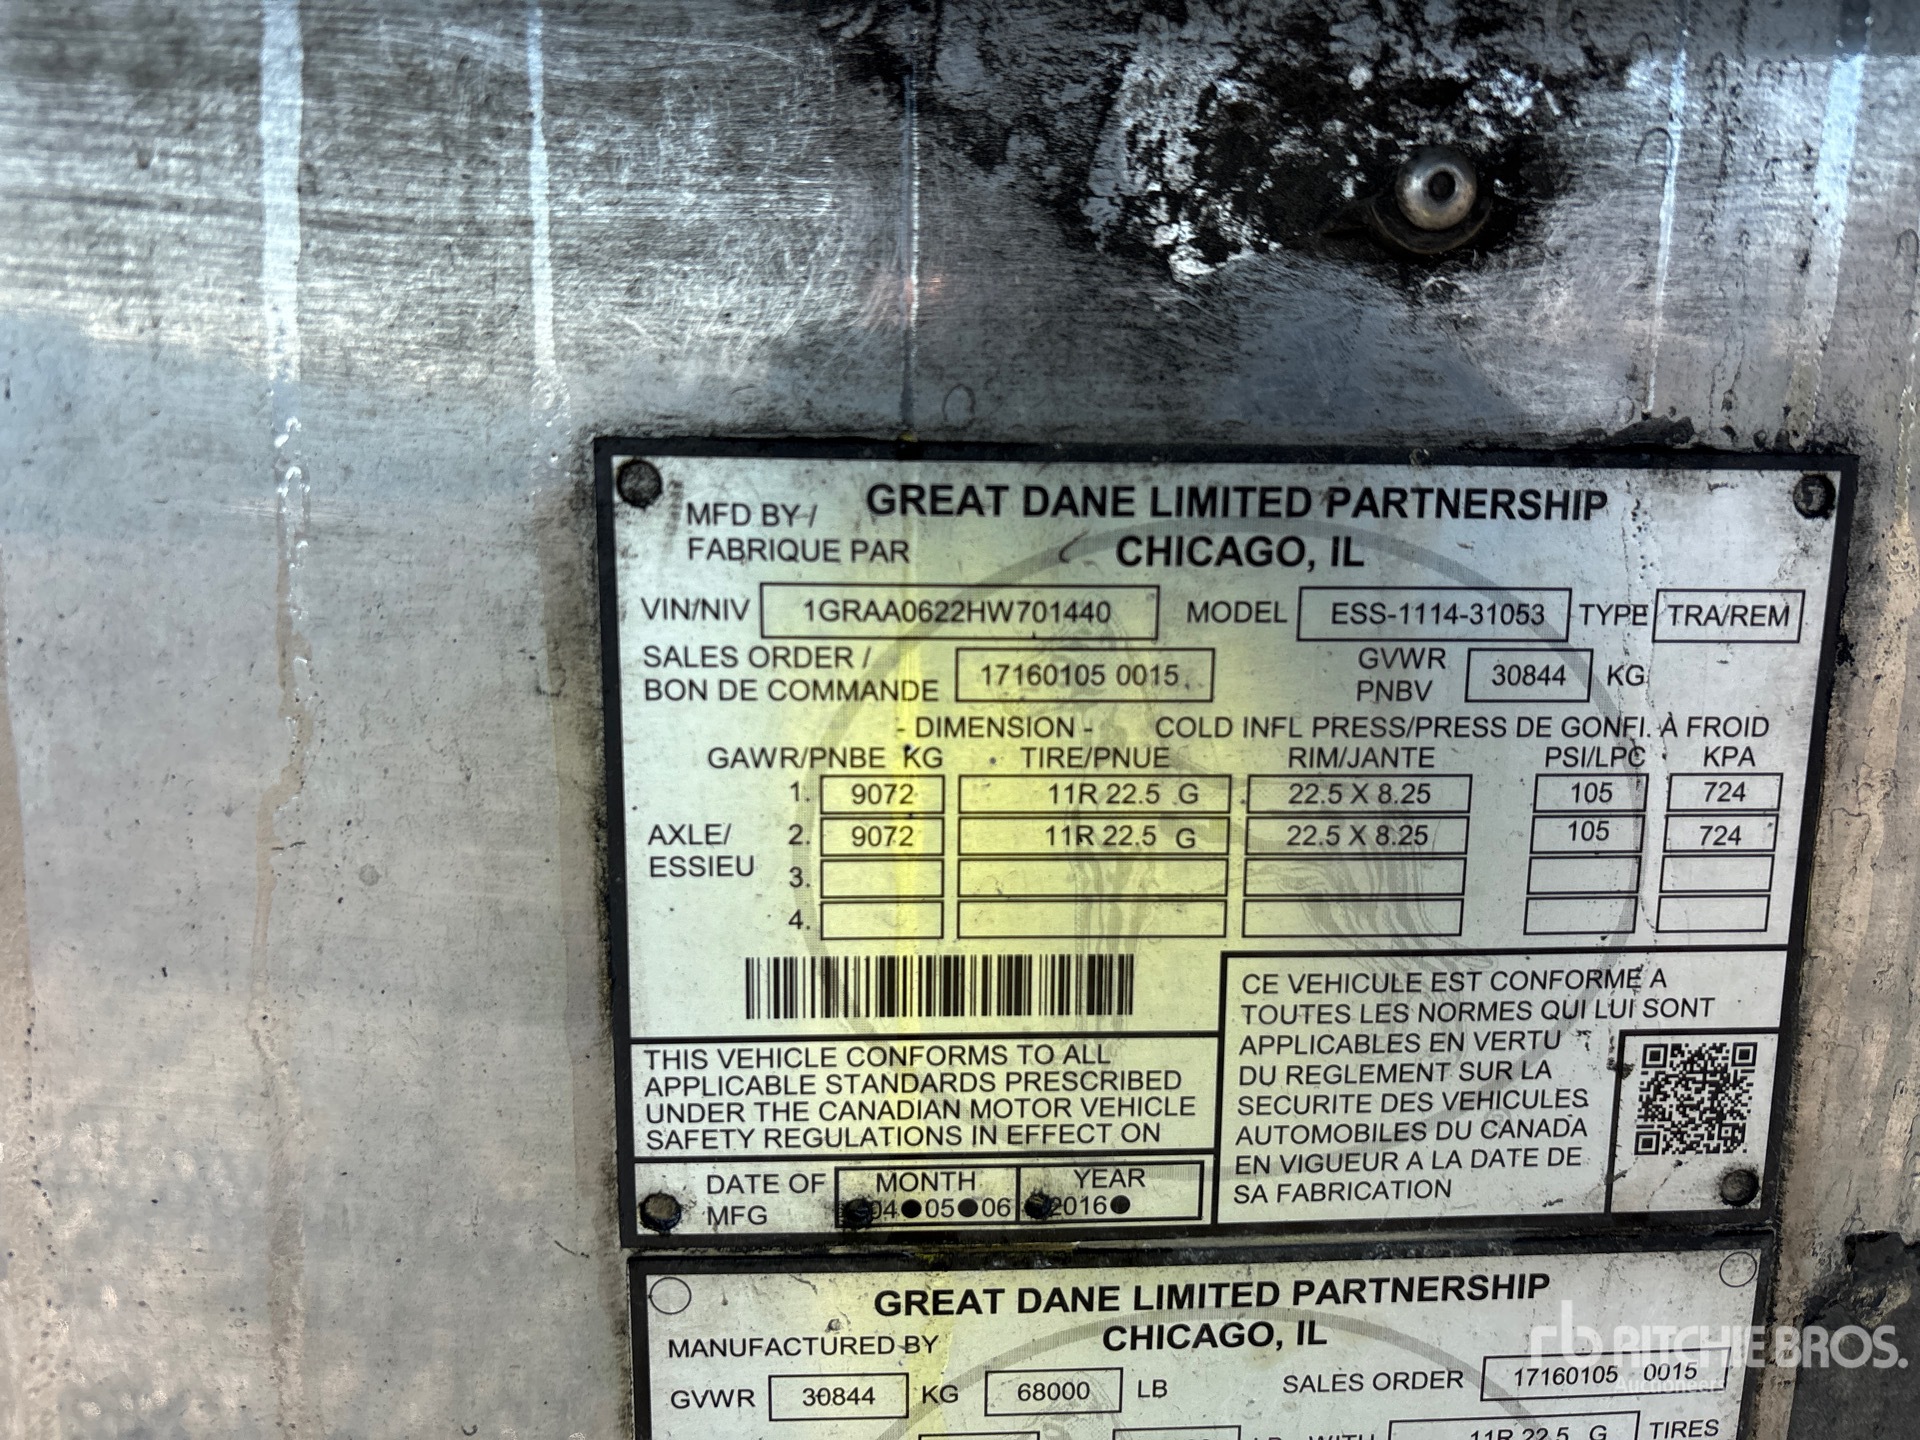 MFD BY / GREAT DANE LIMITED PARTNERSHIP
FABRIQUE PAR CHICAGO, IL
VIN/NIV 1GRAA0622HW701440 MODEL ESS-1114-31053 TYPE TRA/REM
SALES ORDER / 17160105 0015 GVWR 30844 KG
BON DE COMMANDE PNBV
- DIMENSION - COLD INFL PRESS/PRESS DE GONFL. À FROID
GAWR/PNBE KG TIRE/PNUE RIM/JANTE PSI/LPC KPA
1. 9072 11R 22.5 G 22.5 X 8.25 105 724
AXLE/ 2. 9072 11R 22.5 G 22.5 X 8.25 105 724
ESSIEU 3.
4.
THIS VEHICLE CONFORMS TO ALL
APPLICABLE STANDARDS PRESCRIBED
UNDER THE CANADIAN MOTOR VEHICLE
SAFETY REGULATIONS IN EFFECT ON
DATE OF MONTH YEAR
MFG 04 05 06 2016
CE VEHICULE EST CONFORME A
TOUTES LES NORMES QUI LUI SONT
APPLICABLES EN VERTU
DU REGLEMENT SUR LA
SECURITE DES VEHICULES
AUTOMOBILES DU CANADA
EN VIGUEUR A LA DATE DE
SA FABRICATION
GREAT DANE LIMITED PARTNERSHIP
MANUFACTURED BY CHICAGO, IL
GVWR 30844 KG 68000 LB SALES ORDER 17160105 0015
LB WITH 11R 22.5 G TIRES
rb RITCHIE BROS.
Auctioneers